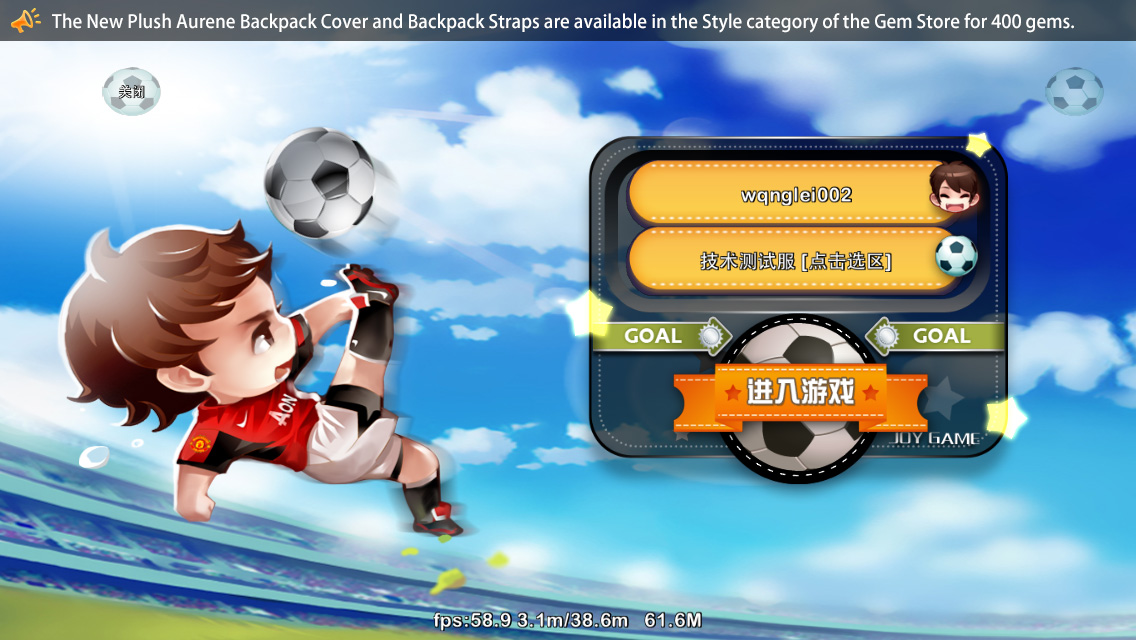 The New Plush Aurene Backpack Cover and Backpack Straps are available in the Style category of the Gem Store for 400 gems.
美闭
wqnglei002
技术测试服 [点击选区]
GOAL
GOAL
进入游戏
JOY GAME
AON
fps:58.9 3.1m/38.6m 61.6M